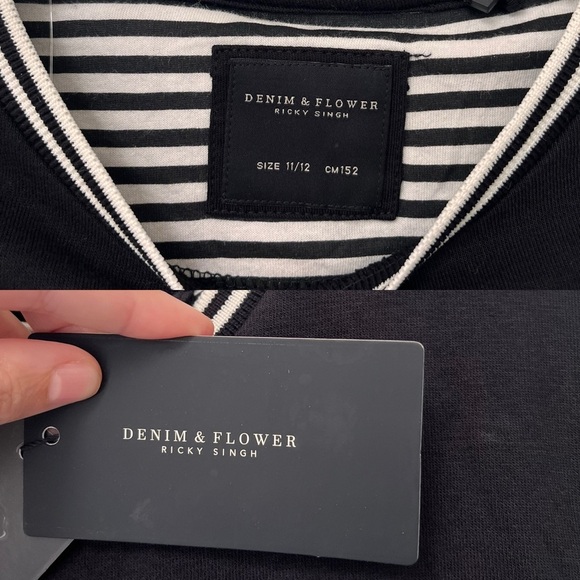 DENIM & FLOWER
RICKY SINGH
SIZE 11/12 CM152
DENIM & FLOWER
RICKY SINGH